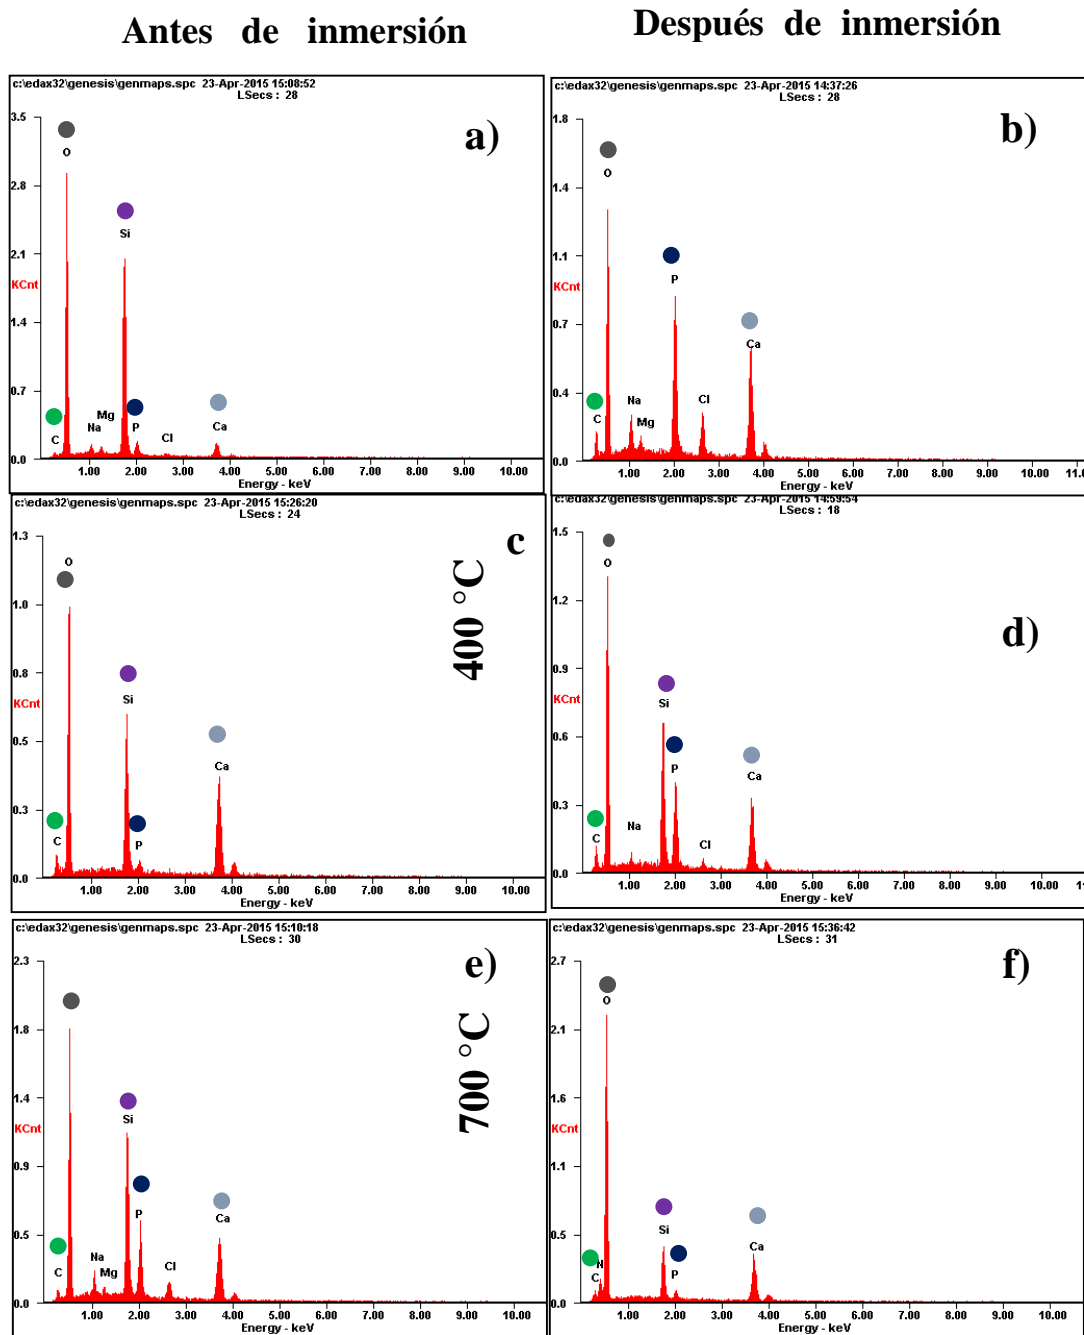 Antes de inmersión
Después de inmersión
c:\edax32\genesis\genmaps.spc 23-Apr-2015 15:08:52
LSecs : 28
a)
3.5
2.8
2.1
KCnt
1.4
0.7
0.0
O
Si
C
Na
Mg
P
Cl
Ca
1.00 2.00 3.00 4.00 5.00 6.00 7.00 8.00 9.00 10.00
Energy - keV
c:\edax32\genesis\genmaps.spc 23-Apr-2015 14:37:26
LSecs : 28
b)
1.8
1.4
1.1
KCnt
0.7
0.4
0.0
O
P
Ca
C
Na
Mg
Cl
1.00 2.00 3.00 4.00 5.00 6.00 7.00 8.00 9.00 10.00 11.0
Energy - keV
c:\edax32\genesis\genmaps.spc 23-Apr-2015 15:26:20
LSecs : 24
c
400 °C
1.3
1.0
0.8
KCnt
0.5
0.3
0.0
O
Si
Ca
C
P
1.00 2.00 3.00 4.00 5.00 6.00 7.00 8.00 9.00 10.00
Energy - keV
c:\edax32\genesis\genmaps.spc 23-Apr-2015 14:59:54
LSecs : 18
d)
1.5
1.2
0.9
KCnt
0.6
0.3
0.0
O
Si
P
Ca
C
Na
Cl
1.00 2.00 3.00 4.00 5.00 6.00 7.00 8.00 9.00 10.00 11
Energy - keV
c:\edax32\genesis\genmaps.spc 23-Apr-2015 15:10:18
LSecs : 30
e)
700 °C
2.3
1.8
1.4
KCnt
0.9
0.5
0.0
Si
P
Ca
C
Na
Mg
Cl
1.00 2.00 3.00 4.00 5.00 6.00 7.00 8.00 9.00 10.00
Energy - keV
c:\edax32\genesis\genmaps.spc 23-Apr-2015 15:36:42
LSecs : 31
f)
2.7
2.1
1.6
KCnt
1.1
0.5
0.0
O
Si
Ca
N
C
P
1.00 2.00 3.00 4.00 5.00 6.00 7.00 8.00 9.00 10.00
Energy - keV